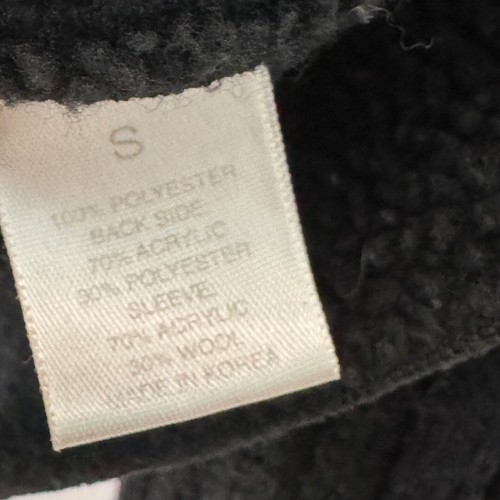 S
100% POLYESTER
BACK SIDE
70% ACRYLIC
30% POLYESTER
SLEEVE
70% ACRYLIC
30% WOOL
MADE IN KOREA